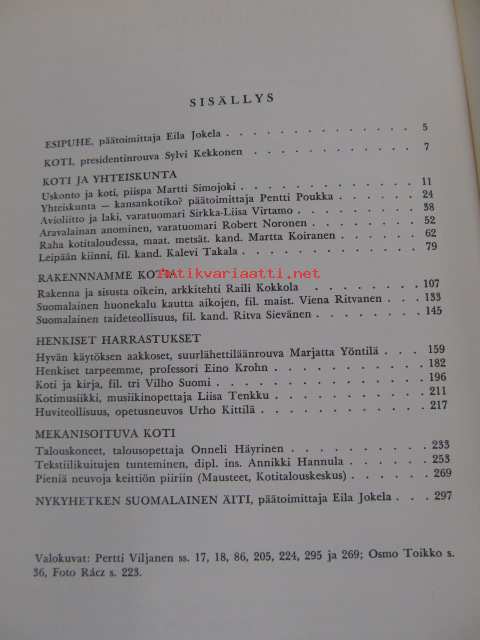 SISÄLLYS
ESIPUHE, päätoimittaja Eila Jokela . . . . . . . . . . . . . 5
KOTI, presidentinrouva Sylvi Kekkonen . . . . . . . . . . . . 7
KOTI JA YHTEISKUNTA
Uskonto ja koti, piispa Martti Simojoki . . . . . . . . . . . . 11
Yhteiskunta — kansankotiko? päätoimittaja Pentti Poukka . . . . 24
Avioliitto ja laki, varatuomari Sirkka-Liisa Virtamo . . . . . . 38
Aravalainan anominen, varatuomari Robert Noronen . . . . . . 52
Raha kotitaloudessa, maat. metsät. kand. Martta Koiranen . . . . 62
Leipään kiinni, fil. kand. Kalevi Takala . . . . . . . . . . . 79
RAKENNNAMME KOTIA
antikvariaatti.net
Rakenna ja sisusta oikein, arkkitehti Raili Kokkola . . . . . . 107
Suomalainen huonekalu kautta aikojen, fil. maist. Viena Ritvanen . . 133
Suomalainen taideteollisuus, fil. kand. Ritva Sievänen . . . . . 145
HENKISET HARRASTUKSET
Hyvän käytöksen aakkoset, suurlähettiläänrouva Marjatta Yöntilä . . . 159
Henkiset tarpeemme, professori Eino Krohn . . . . . . . . . 182
Koti ja kirja, fil. tri Vilho Suomi . . . . . . . . . . . . 196
Kotimusiikki, musiikinopettaja Liisa Tenkku . . . . . . . . . 211
Huviteollisuus, opetusneuvos Urho Kittilä . . . . . . . . . . 217
MEKANISOITUVA KOTI
Talouskoneet, talousopettaja Onneli Häyrinen . . . . . . . . . 233
Tekstiilikuitujen tunteminen, dipl. ins. Annikki Hannula . . . . . 253
Pieniä neuvoja keittiön piiriin (Mausteet, Kotitalouskeskus) . . . . 269
NYKYHETKEN SUOMALAINEN ÄITI, päätoimittaja Eila Jokela . . . 297
Valokuvat: Pertti Viljanen ss. 17, 18, 86, 205, 224, 295 ja 269; Osmo Toikko s.
36, Foto Rácz s. 223.